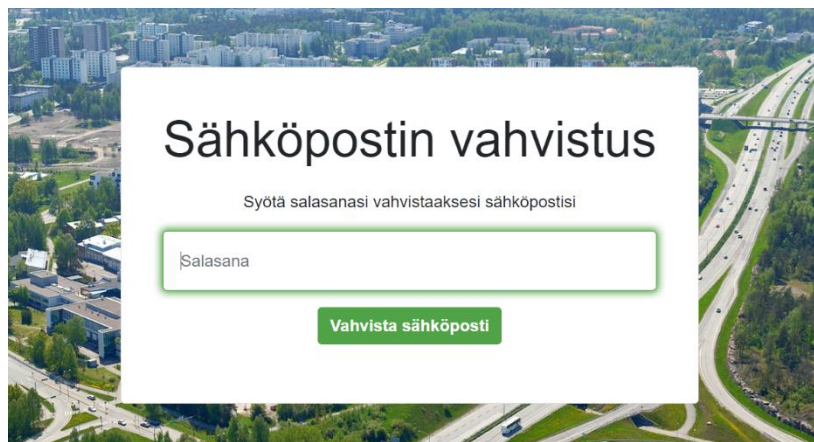 Sähköpostin vahvistus
Syötä salasanasi vahvistaaksesi sähköpostisi
Salasana
Vahvista sähköposti